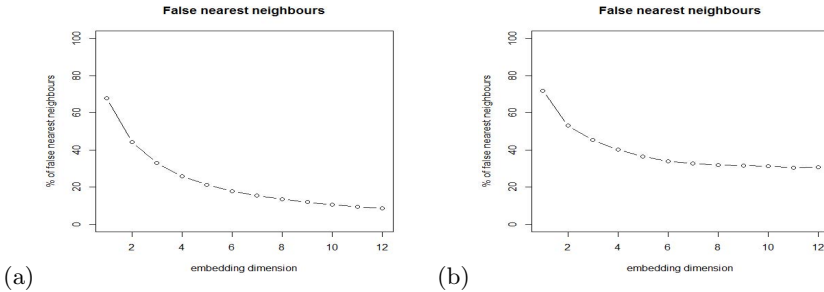 False nearest neighbours
% of false nearest neighbours
100
80
60
40
20
0
2 4 6 8 10 12
embedding dimension
(a)
False nearest neighbours
% of false nearest neighbours
100
80
60
40
20
0
2 4 6 8 10 12
embedding dimension
(b)